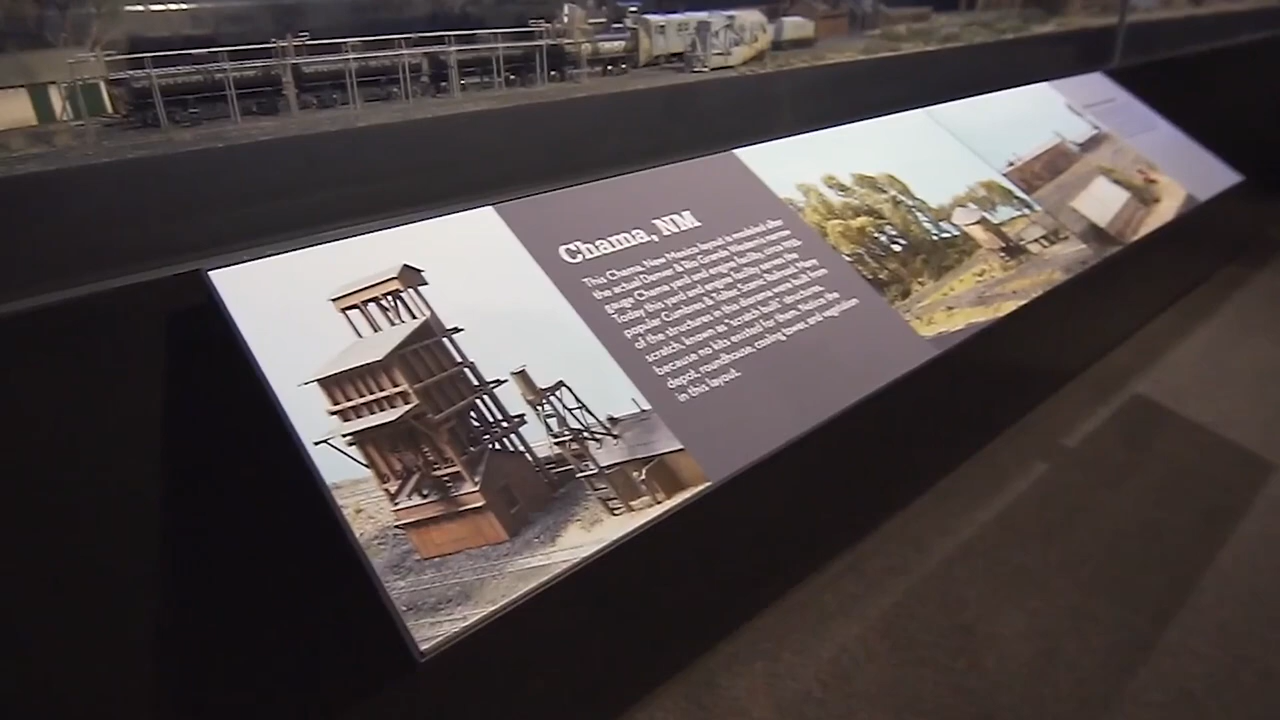 Chama, NM
This Chama, New Mexico layout is modeled after
the actual Denver & Rio Grande Western narrow
gauge Chama yard and engine facility circa 1935.
Today this yard and engine facility serves the
popular Cumbres & Toltec Scenic Railroad. Many
of the structures in this diorama were built from
scratch, known as "scratch built" structures,
because no kits existed for them. Notice the
depot, roundhouse, coaling tower, and vegetation
in this layout.